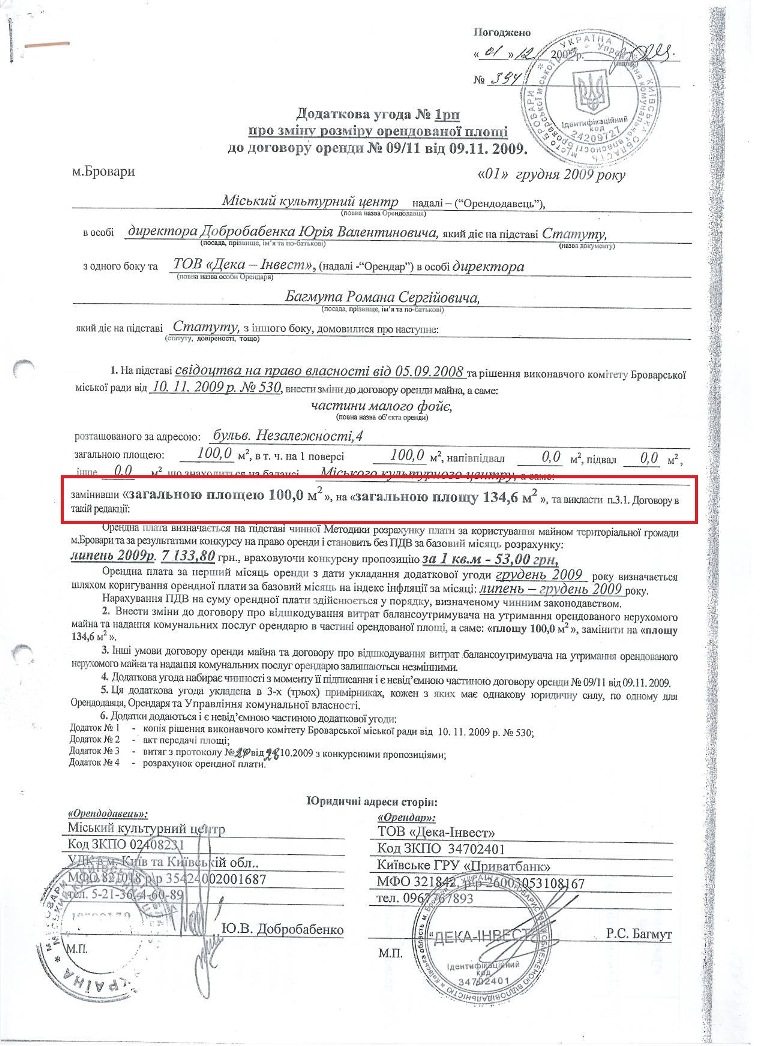 Погоджено
« 01 » 12 200 р.
№ 394
Додаткова угода № 1рп
про зміну розміру орендованої площі
до договору оренди № 09/11 від 09.11. 2009.
м.Бровари «01» грудня 2009 року
Міський культурний центр надалі – (“Орендодавець”),
(повна назва Орендодавця)
в особі директора Добробабенка Юрія Валентиновича, який діє на підставі Статуту,
(посада, прізвище, ім’я та по-батькові) (назва документу)
з одного боку та ТОВ «Дека – Інвест», (надалі -“Орендар”) в особі директора
(повна назва особи Орендаря)
Багмута Романа Сергійовича,
(посада, прізвище, ім’я та по-батькові)
який діє на підставі Статуту, з іншого боку, домовилися про наступне:
(статуту, довіреності, тощо)
1. На підставі свідоцтва на право власності від 05.09.2008 та рішення виконавчого комітету Броварської
міської ради від 10. 11. 2009 р. № 530, внести зміни до договору оренди майна, а саме:
частини малого фойє,
(повна назва об’єкта оренди)
розташованого за адресою: бульв. Незалежності,4
загальною площею: 100,0 м², в т. ч. на 1 поверсі 100,0 м², напівпідвал 0,0 м², підвал 0,0 м²,
інше 0,0 м², що знаходиться на балансі Міського культурного центру, а саме:
замінивши «загальною площею 100,0 м² », на «загальною площу 134,6 м² », та викласти п.3.1. Договору в
такій редакції:
Орендна плата визначається на підставі чинної Методики розрахунку плати за користування майном територіальної громади
м.Бровари та за результатами конкурсу на право оренди і становить без ПДВ за базовий місяць розрахунку:
липень 2009р. 7 133,80 грн., враховуючи конкурсну пропозицію за 1 кв.м - 53,00 грн,
Орендна плата за перший місяць оренди з дати укладання додаткової угоди грудень 2009 року визначається
шляхом коригування орендної плати за базовий місяць на індекс інфляції за місяці: липень – грудень 2009 року.
Нарахування ПДВ на суму орендної плати здійснюється у порядку, визначеному чинним законодавством.
2. Внести зміни до договору про відшкодування витрат балансоутримувача на утримання орендованого нерухомого
майна та надання комунальних послуг орендарю в частині орендованої площі, а саме: «площу 100,0 м² », замінити на «площу
134,6 м² ».
3. Інші умови договору оренди майна та договору про відшкодування витрат балансоутримувача на утримання орендованого
нерухомого майна та надання комунальних послуг орендарю залишаються незмінними.
4. Додаткова угода набирає чинності з моменту її підписання і є невід’ємною частиною договору оренди № 09/11 від 09.11. 2009.
5. Ця додаткова угода укладена в 3-х (трьох) примірниках, кожен з яких має однакову юридичну силу, по одному для
Орендодавця, Орендаря та Управління комунальної власності.
6. Додатки додаються і є невід’ємною частиною додаткової угоди:
Додаток № 1 - копія рішення виконавчого комітету Броварської міської ради від 10. 11. 2009 р. № 530;
Додаток № 2 - акт передачі площі;
Додаток № 3 - витяг з протоколу № від 10.2009 з конкурсними пропозиціями;
Додаток № 4 - розрахунок орендної плати.
Юридичні адреси сторін:
«Орендодавець»:
Міський культурний центр
Код ЗКПО 02408231
УДК в м. Київ та Київській обл..
МФО 821018 р/р 35424002001687
тел. 5-21-36, 4-60-89
Ю.В. Добробабенко
М.П.
«Орендар»:
ТОВ «Дека-Інвест»
Код ЗКПО 34702401
Київське ГРУ «Приватбанк»
МФО 321842, р/р 26003053108167
тел. 0967767893
Р.С. Багмут
М.П.
УКРАЇНА
Ідентифікаційний
код
24209727
"ДЕКА-ІНВЕСТ"
Ідентифікаційний
код
34702401
УКРАЇНА